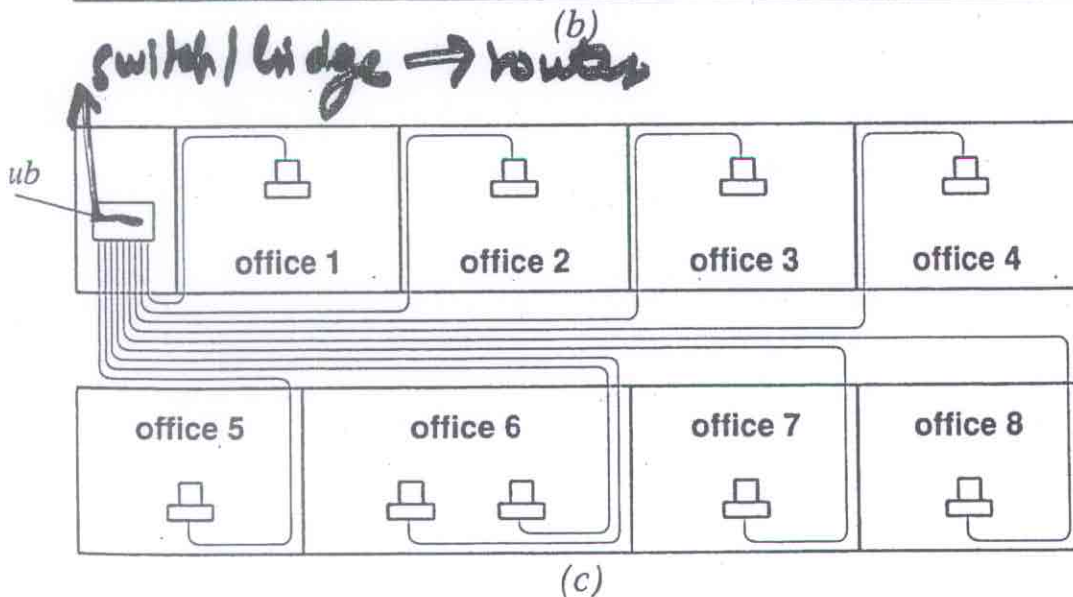 (b)
switch/bridge → router
ub
office 1 office 2 office 3 office 4
office 5 office 6 office 7 office 8
(c)